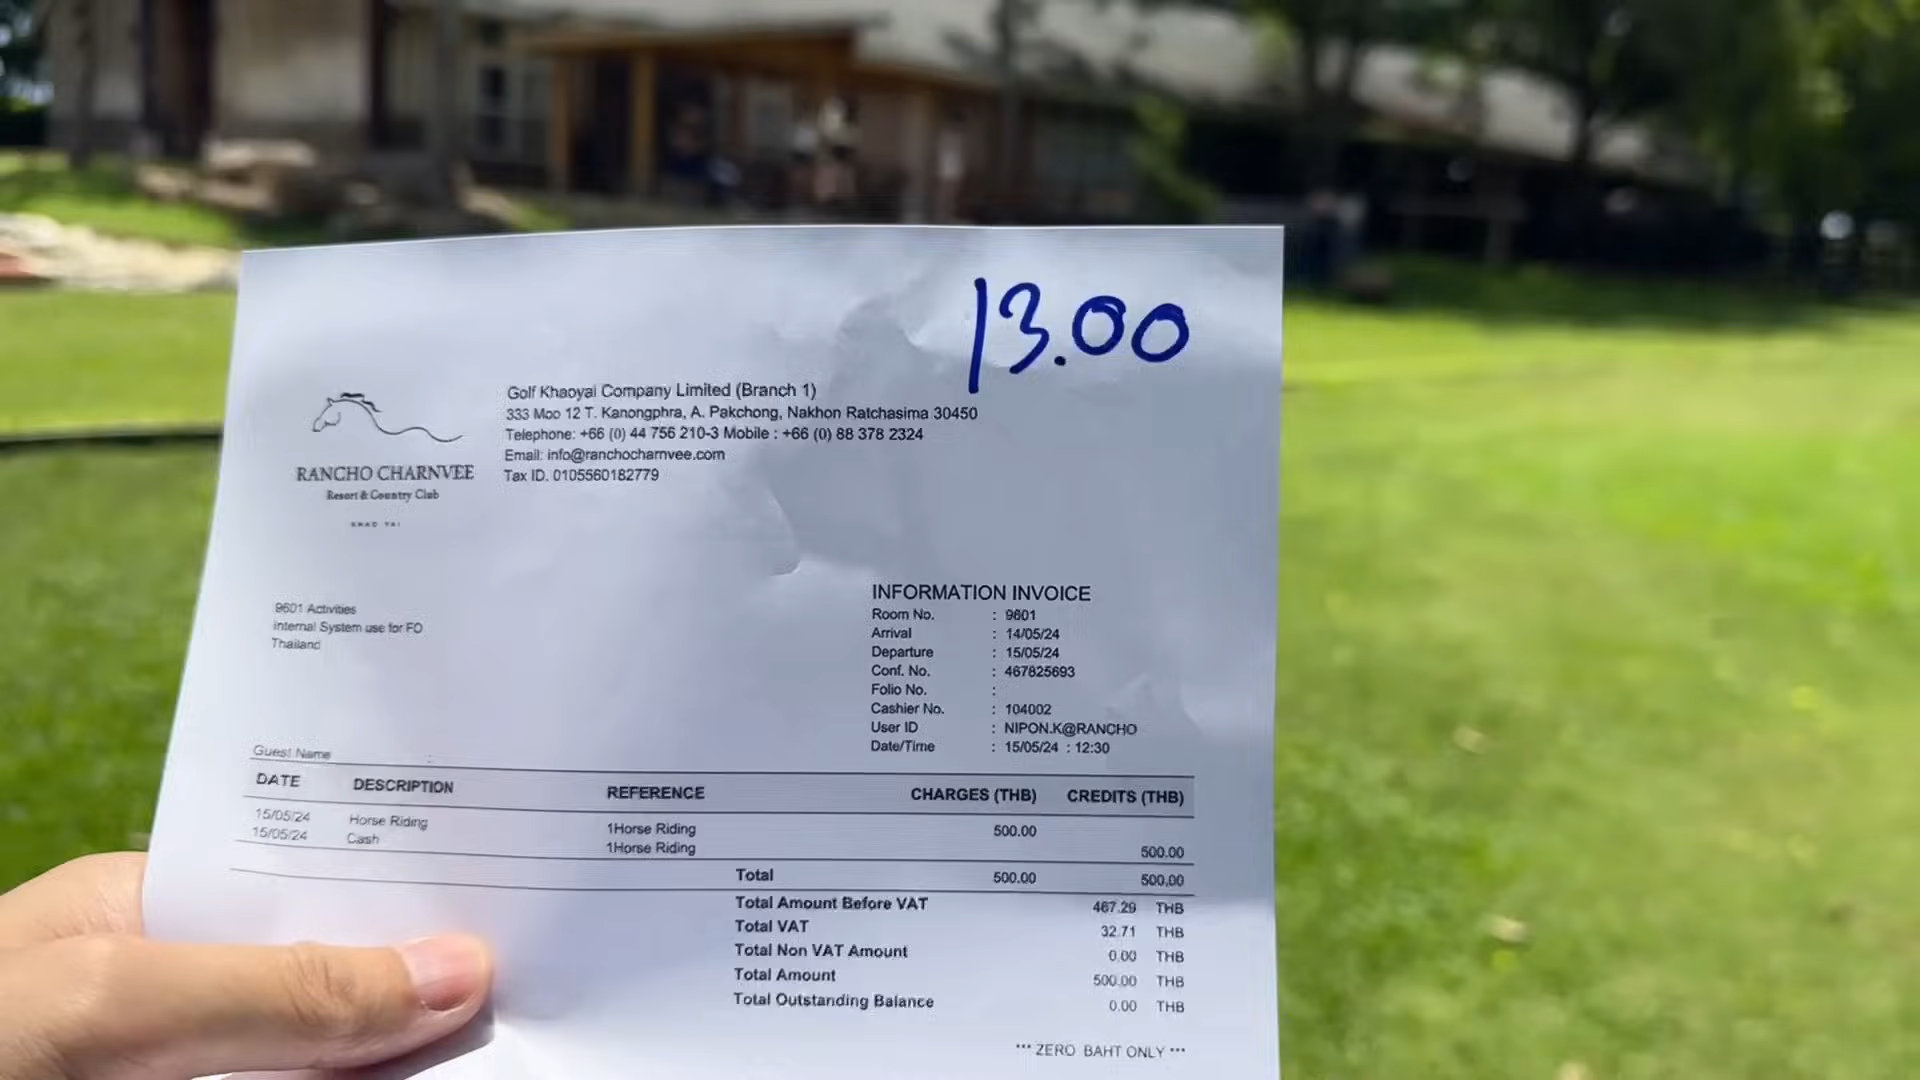 13.00
Golf Khaoyai Company Limited (Branch 1)
333 Moo 12 T. Kanongphra, A. Pakchong, Nakhon Ratchasima 30450
Telephone: +66 (0) 44 756 210-3 Mobile : +66 (0) 88 378 2324
Email: info@ranchocharnvee.com
Tax ID. 0105560182779
RANCHO CHARNVEE
Resort & Country Club
KHAO YAI
9601 Activities
Internal System use for FO
Thailand
INFORMATION INVOICE
Room No. : 9601
Arrival : 14/05/24
Departure : 15/05/24
Conf. No. : 467825693
Folio No. :
Cashier No. : 104002
User ID : NIPON.K@RANCHO
Date/Time : 15/05/24 : 12:30
Guest Name
DATE DESCRIPTION REFERENCE CHARGES (THB) CREDITS (THB)
15/05/24 Horse Riding 1Horse Riding 500.00
15/05/24 Cash 1Horse Riding 500.00
Total 500.00 500.00
Total Amount Before VAT 467.29 THB
Total VAT 32.71 THB
Total Non VAT Amount 0.00 THB
Total Amount 500.00 THB
Total Outstanding Balance 0.00 THB
*** ZERO BAHT ONLY ***